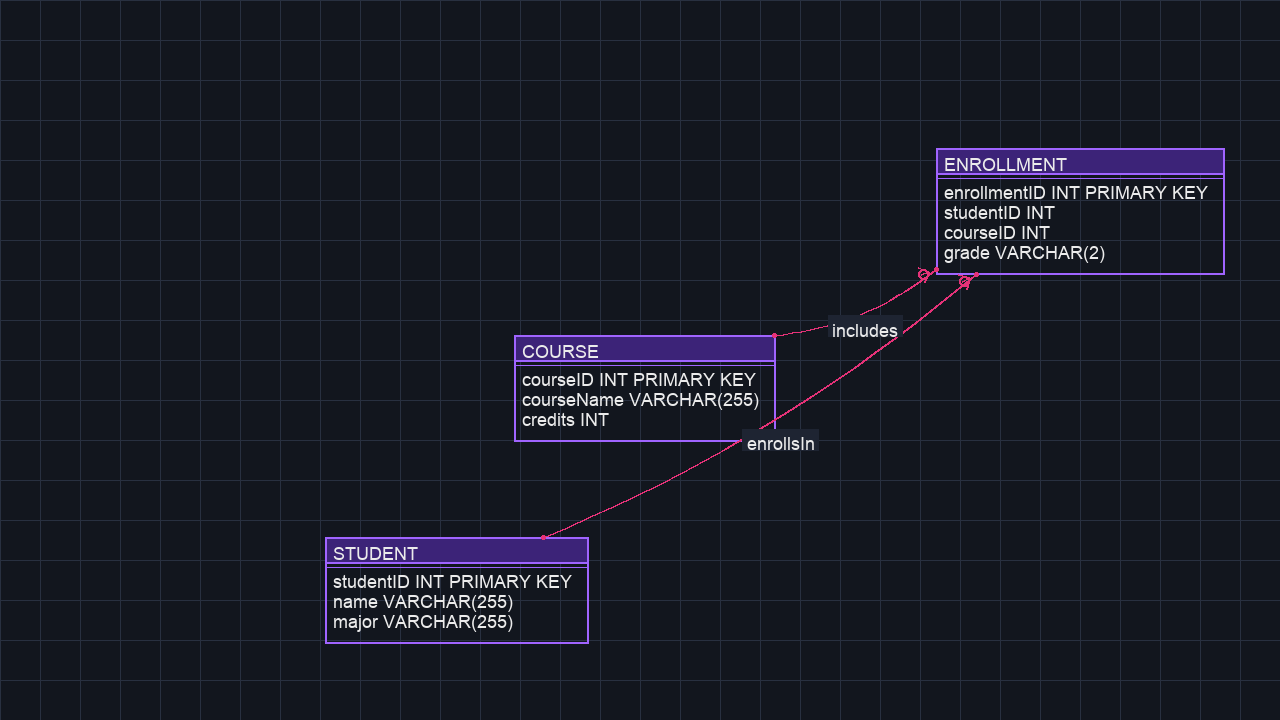 ENROLLMENT
enrollmentID INT PRIMARY KEY
studentID INT
courseID INT
grade VARCHAR(2)
includes
COURSE
courseID INT PRIMARY KEY
courseName VARCHAR(255)
credits INT
enrollsIn
STUDENT
studentID INT PRIMARY KEY
name VARCHAR(255)
major VARCHAR(255)